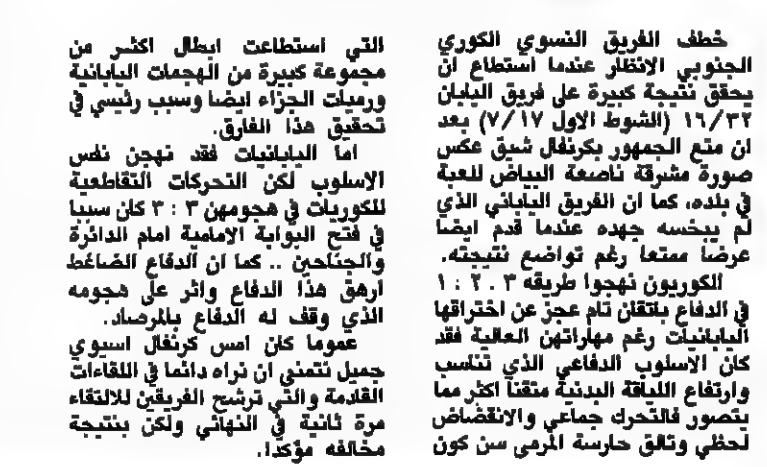 خطف الفريق النسوي الكوري
الجنوبي الانظار عندما استطاع ان
يحقق نتيجة كبيرة على فريق اليابان
١٦/٣٢ (الشوط الاول ٧/١٧) بعد
ان متع الجمهور بكرنفال شيق عكس
صورة مشرقة ناصعة البياض للعبة
في بلده، كما ان الفريق الياباني الذي
لم يبخسه جهده عندما قدم ايضا
عرضا ممتعا رغم تواضع نتيجته.
الكوريون نهجوا طريقه ٣ . ٢ : ١
في الدفاع باتقان تام عجز عن اختراقها
اليابانيات رغم مهاراتهن العالية فقد
كان الاسلوب الدفاعي الذي تناسب
وارتفاع اللياقة البدنية متقنا اكثر مما
يتصور فالتحرك جماعي والانقضاض
لحظي وتالق حارسة المرمى سن كون
التي استطاعت ابطال اكثر من
مجموعة كبيرة من الهجمات اليابانية
ورميات الجزاء ايضا وسبب رئيسي في
تحقيق هذا الفارق.
اما اليابانيات فقد نهجن نفس
الاسلوب لكن التحركات التقاطعية
للكوريات في هجومهن ٣ : ٣ كان سببا
في فتح البوابة الامامية امام الدائرة
والجناحين .. كما ان الدفاع الضاغط
ارهق هذا الدفاع واثر على هجومه
الذي وقف له الدفاع بالمرصاد.
عموما كان امس كرنفال اسيوي
جميل نتمنى ان نراه دائما في اللقاءات
القادمة والتي ترشح الفريقين للالتقاء
مرة ثانية في النهائي ولكن بنتيجة
مخالفه مؤكدا.